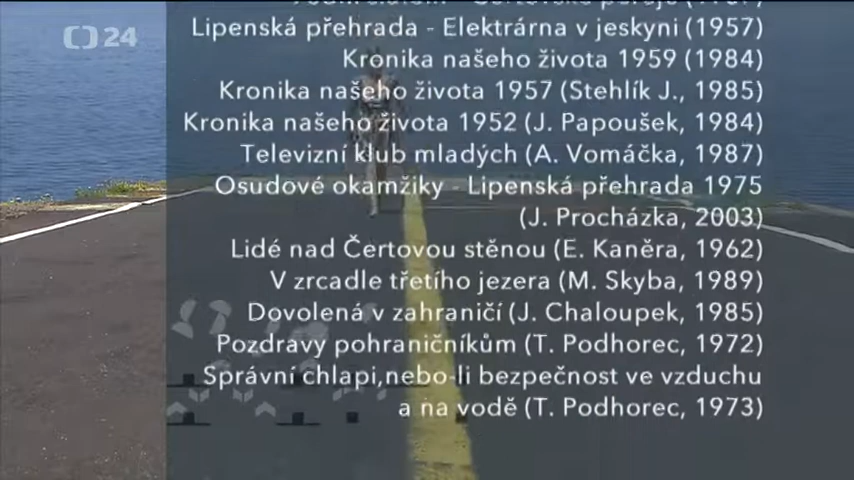 ČT24
Lipenská přehrada - Elektrárna v jeskyni (1957)
Kronika našeho života 1959 (1984)
Kronika našeho života 1957 (Stehlík J., 1985)
Kronika našeho života 1952 (J. Papoušek, 1984)
Televizní klub mladých (A. Vomáčka, 1987)
Osudové okamžiky - Lipenská přehrada 1975
(J. Procházka, 2003)
Lidé nad Čertovou stěnou (E. Kaněra, 1962)
V zrcadle třetího jezera (M. Skyba, 1989)
Dovolená v zahraničí (J. Chaloupek, 1985)
Pozdravy pohraničníkům (T. Podhorec, 1972)
Správní chlapi,nebo-li bezpečnost ve vzduchu
a na vodě (T. Podhorec, 1973)